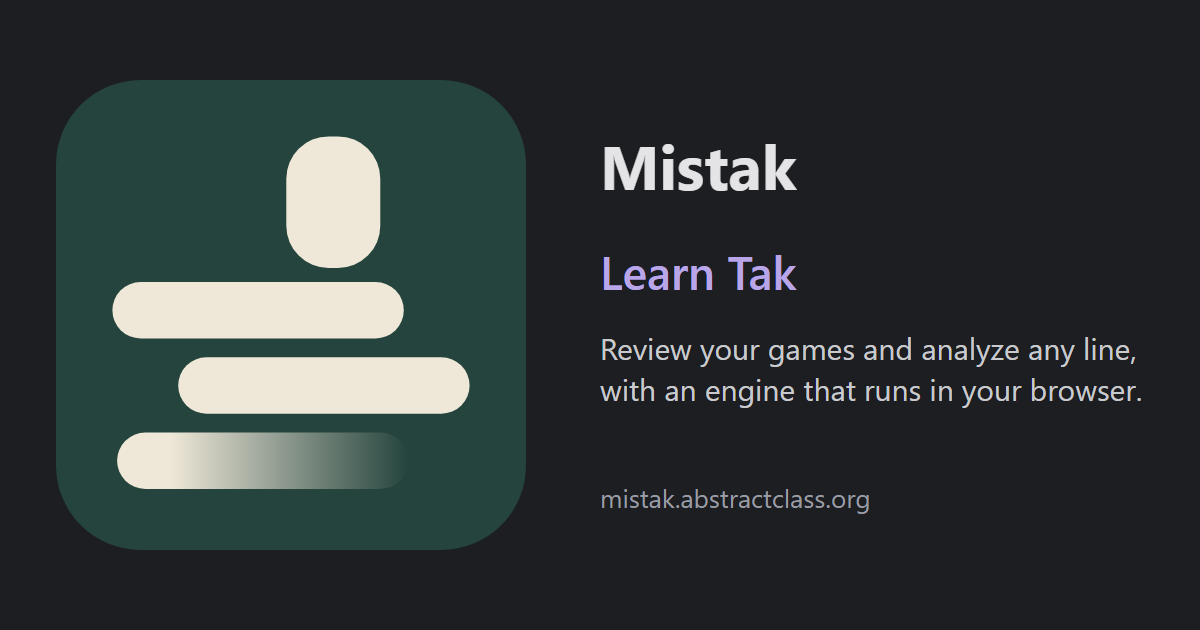 Mistak
Learn Tak
Review your games and analyze any line,
with an engine that runs in your browser.
mistak.abstractclass.org